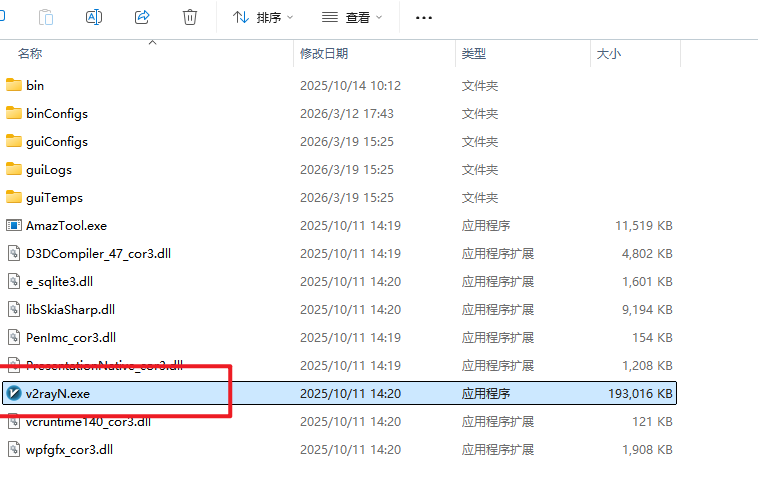 排序 查看
名称 修改日期 类型 大小
bin 2025/10/14 10:12 文件夹
binConfigs 2026/3/12 17:43 文件夹
guiConfigs 2026/3/19 15:25 文件夹
guiLogs 2026/3/19 15:25 文件夹
guiTemps 2026/3/19 15:25 文件夹
AmazTool.exe 2025/10/11 14:19 应用程序 11,519 KB
D3DCompiler_47_cor3.dll 2025/10/11 14:19 应用程序扩展 4,802 KB
e_sqlite3.dll 2025/10/11 14:20 应用程序扩展 1,601 KB
libSkiaSharp.dll 2025/10/11 14:20 应用程序扩展 9,194 KB
PenImc_cor3.dll 2025/10/11 14:19 应用程序扩展 154 KB
PresentationNative_cor3.dll 2025/10/11 14:19 应用程序扩展 1,208 KB
v2rayN.exe 2025/10/11 14:20 应用程序 193,016 KB
vcruntime140_cor3.dll 2025/10/11 14:20 应用程序扩展 121 KB
wpfgfx_cor3.dll 2025/10/11 14:20 应用程序扩展 1,908 KB